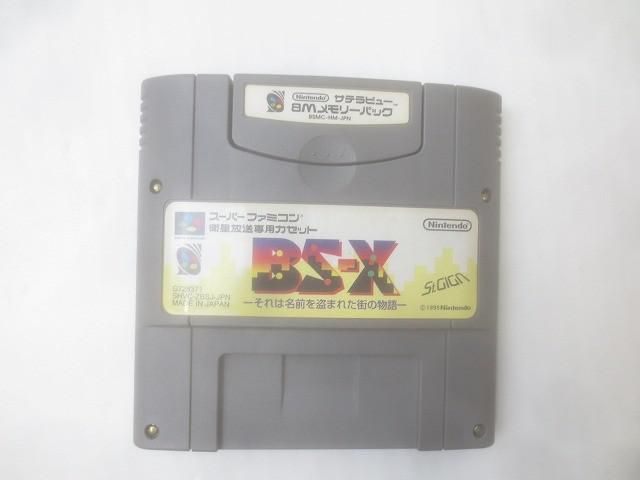 Nintendo サテラビュー™
8Mメモリーパック
BSMC-HM-JPN
スーパーファミコン®
衛星放送専用カセット
Nintendo
BS-X
St.GIGA
G728371
SHVC-ZBSJ-JPN
MADE IN JAPAN
ーそれは名前を盗まれた街の物語ー
©1995 Nintendo